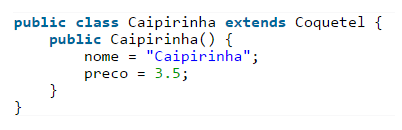 public class Caipirinha extends Coquetel {
    public Caipirinha() {
        nome = "Caipirinha";
        preco = 3.5;
    }
}